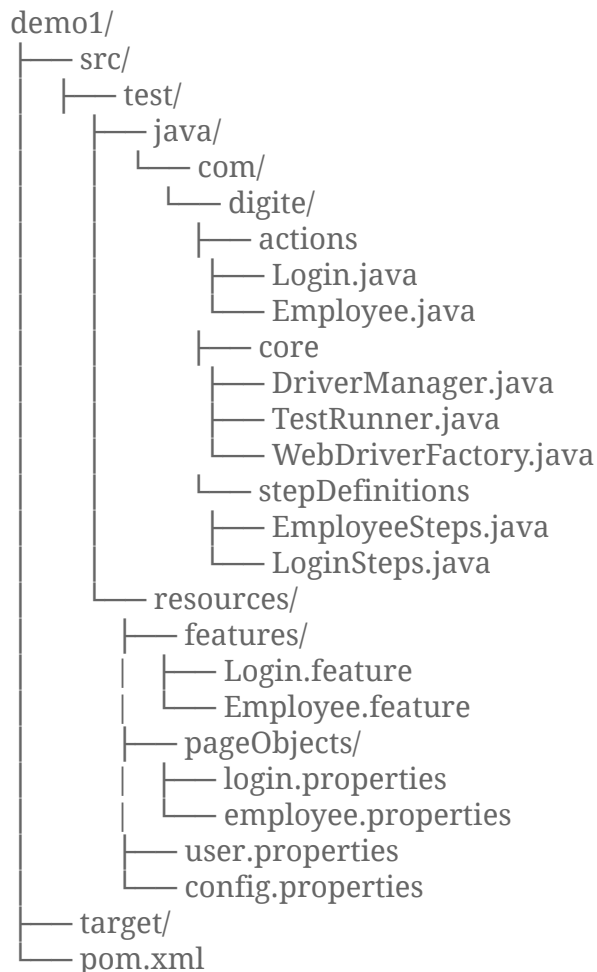 demo1/
src/
test/
java/
com/
digite/
actions
Login.java
Employee.java
core
DriverManager.java
TestRunner.java
WebDriverFactory.java
stepDefinitions
EmployeeSteps.java
LoginSteps.java
resources/
features/
Login.feature
Employee.feature
pageObjects/
login.properties
employee.properties
user.properties
config.properties
target/
pom.xml